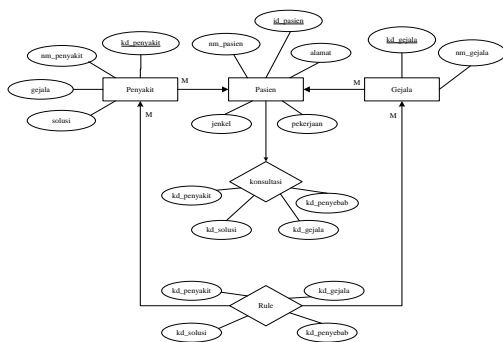 id_pasien
kd_penyakit
nm_pasien
kd_gejala
nm_penyakit
alamat
nm_gejala
gejala
Penyakit
M
Pasien
M
Gejala
solusi
M
jenkel
pekerjaan
M
konsultasi
kd_penyakit
kd_penyebab
kd_solusi
kd_gejala
kd_penyakit
kd_gejala
Rule
kd_solusi
kd_penyebab